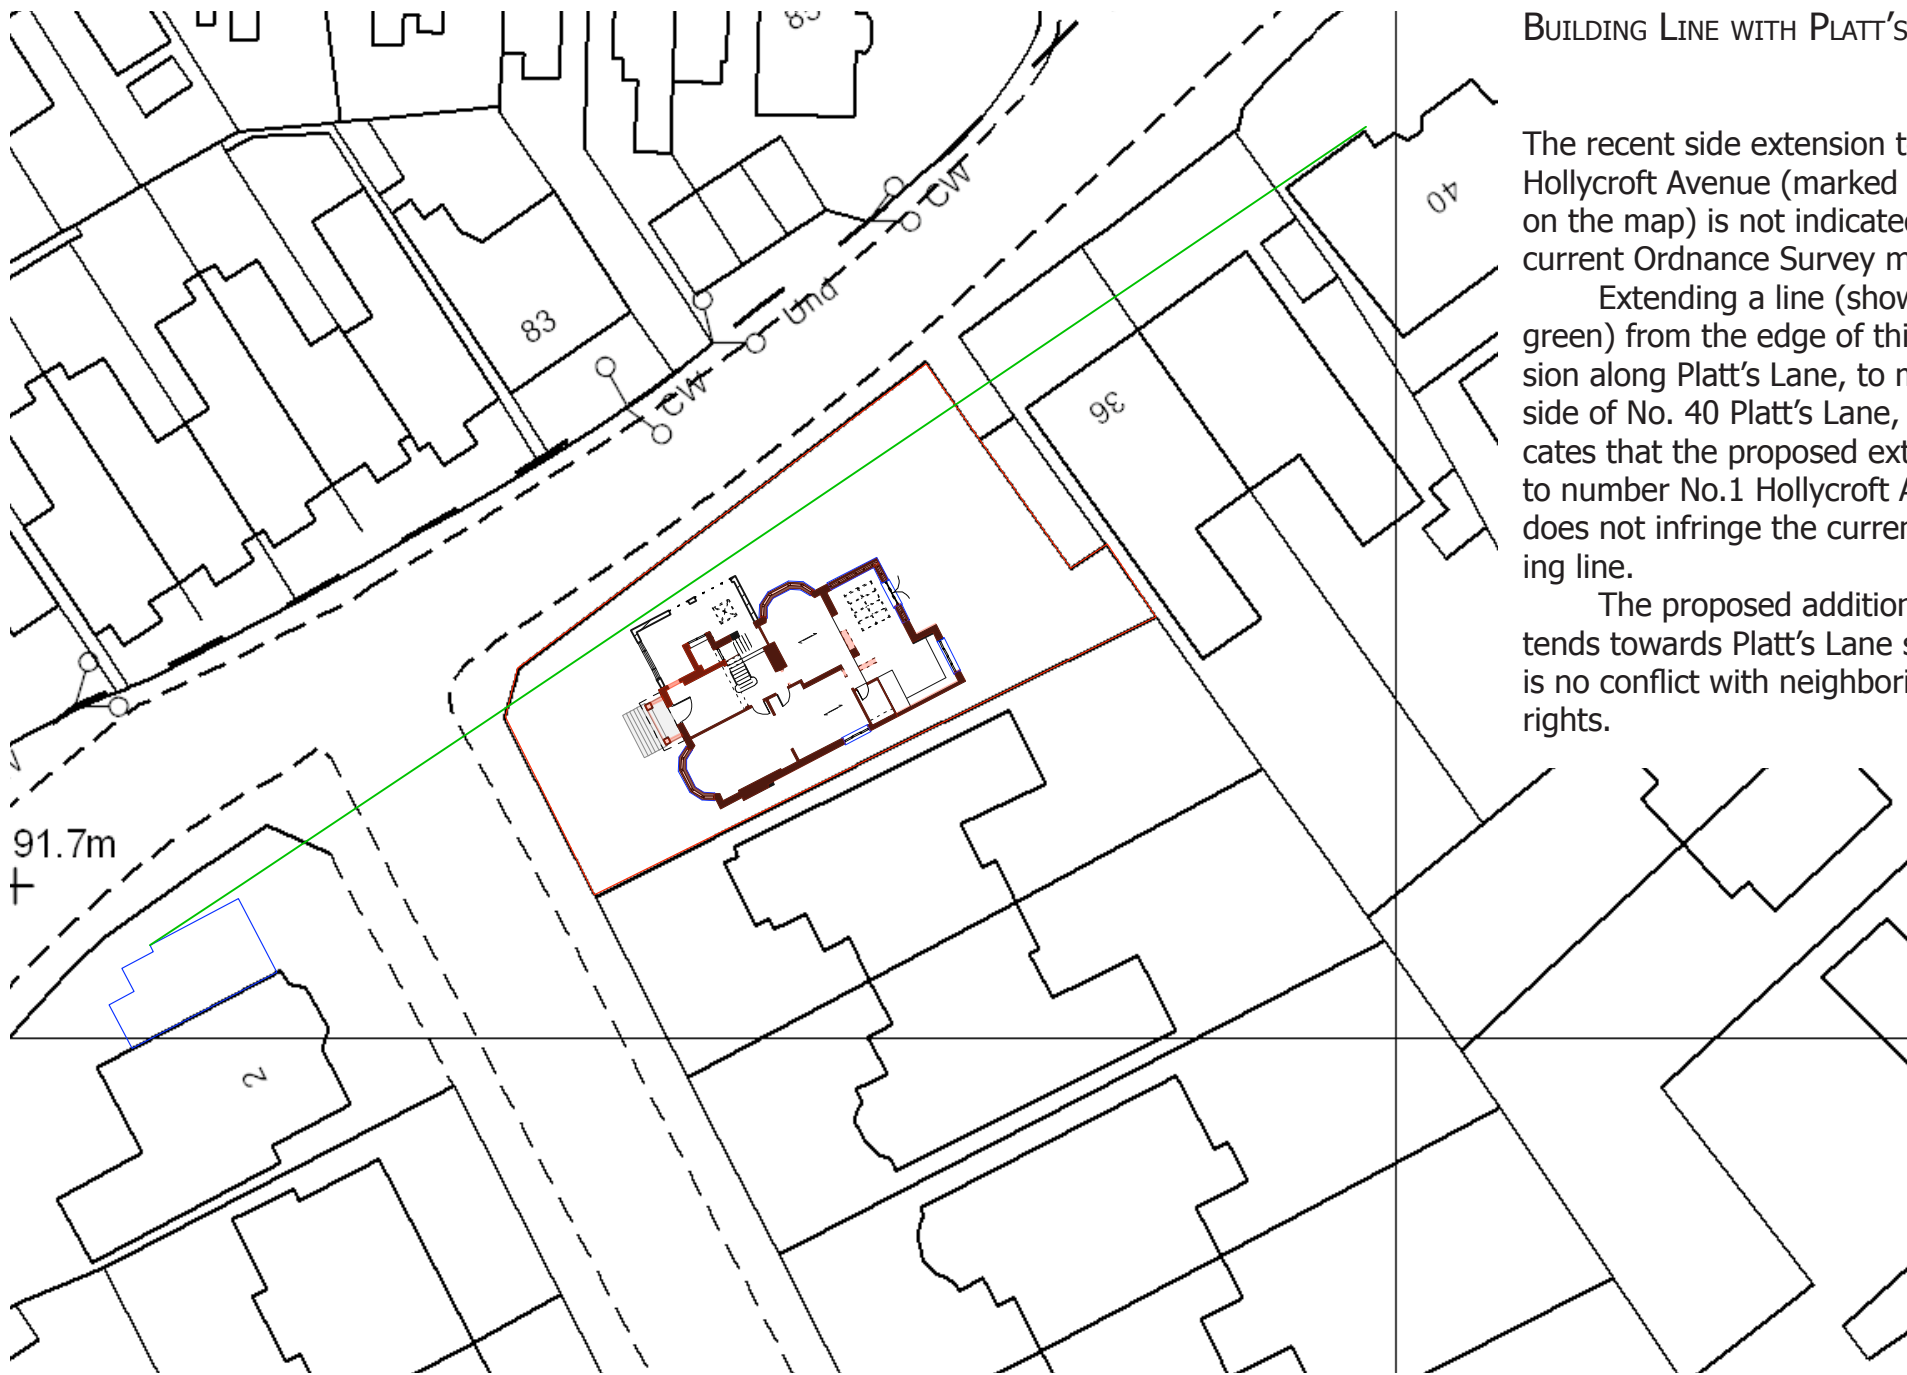 BUILDING LINE WITH PLATT'S
The recent side extension t
Hollycroft Avenue (marked
on the map) is not indicate
current Ordnance Survey m
Extending a line (show
green) from the edge of thi
sion along Platt's Lane, to m
side of No. 40 Platt's Lane,
cates that the proposed ext
to number No.1 Hollycroft A
does not infringe the curren
ing line.
The proposed addition
tends towards Platt's Lane s
is no conflict with neighbori
rights.
85
CW
40
Und
83
CW
36
91.7m
2